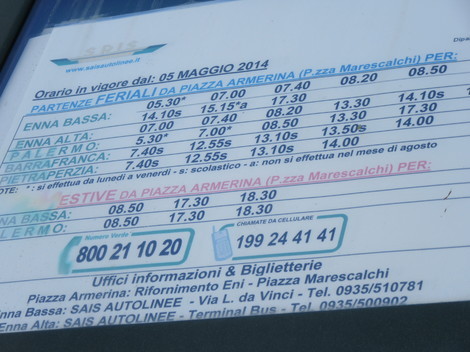 SAIS
www.saisautolinee.it
Dipa
Orario in vigore dal: 05 MAGGIO 2014
PARTENZE FERIALI DA PIAZZA ARMERINA (P.zza Marescalchi) PER:
05.30* 07.00 07.40 08.20 08.50
ENNA BASSA: 14.10s 15.15*a 17.30
ENNA ALTA: 07.00 07.40 08.20 13.30 14.10s
PALERMO: 5.30* 7.00* 08.50 13.30 17.30
BARRAFRANCA: 7.40s 12.55s 13.10s 13.50s 14.00
PIETRAPERZIA: 7.40s 12.55s 13.10s 14.00
NOTE: * : si effettua da lunedì a venerdì - s: scolastico - a: non si effettua nel mese di agosto
ESTIVE DA PIAZZA ARMERINA (P.zza Marescalchi) PER:
ENNA BASSA: 08.50 17.30 18.30
PALERMO: 08.50 17.30 18.30
Numero Verde
800 21 10 20
CHIAMATE DA CELLULARE
199 24 41 41
Uffici informazioni & Biglietterie
Piazza Armerina: Rifornimento Eni - Piazza Marescalchi
Enna Bassa: SAIS AUTOLINEE - Via L. da Vinci - Tel. 0935/510781
Enna Alta: SAIS AUTOLINEE - Terminal Bus - Tel. 0935/500902